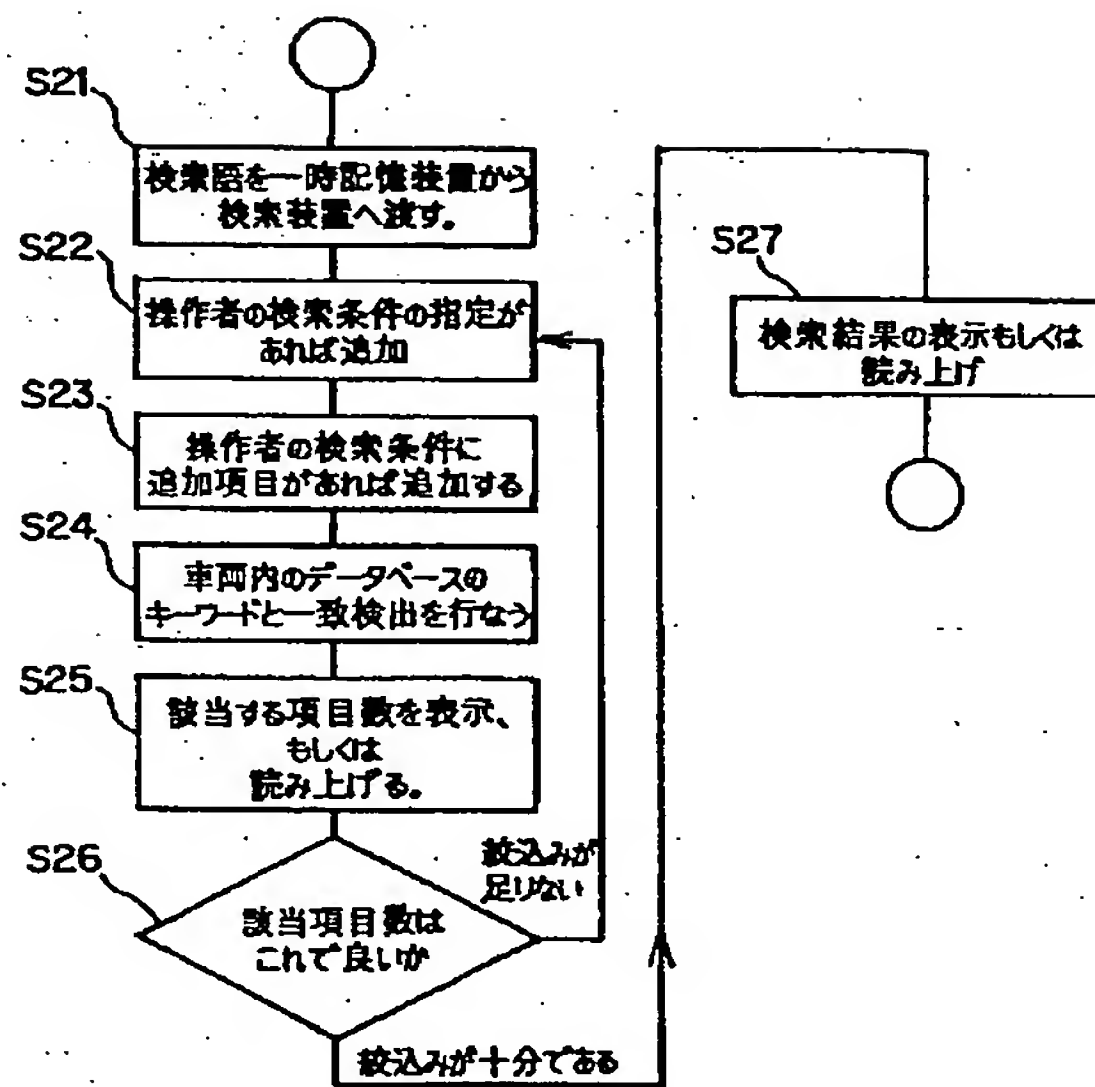 S21
検索語を一時記憶装置から
検索装置へ渡す。
S22
操作者の検索条件の指定が
あれば追加
S23
操作者の検索条件に
追加項目があれば追加する
S24
車両内のデータベースの
キーワードと一致検出を行なう
S25
該当する項目数を表示、
もしくは
読み上げる。
S26
該当項目数は
これで良いか
絞込みが
足りない
絞込みが十分である
S27
検索結果の表示もしくは
読み上げ